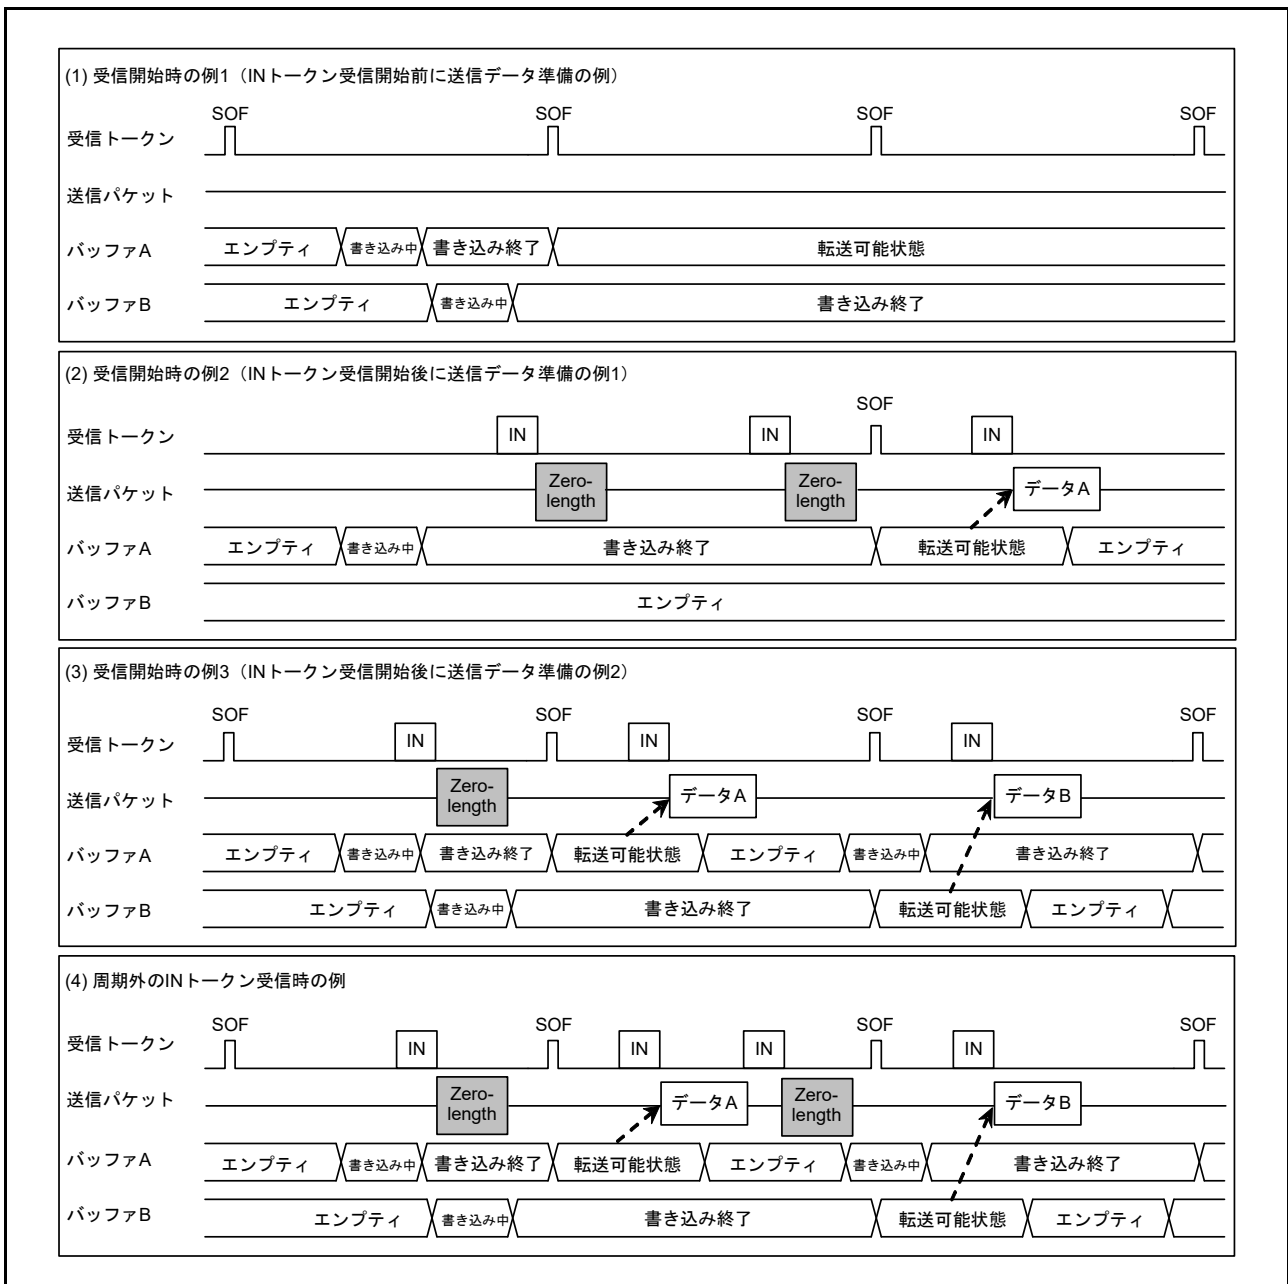 (1) 受信開始時の例1（INトークン受信開始前に送信データ準備の例）
SOF SOF SOF SOF
受信トークン
送信パケット
バッファA エンプティ 書き込み中 書き込み終了 転送可能状態
バッファB エンプティ 書き込み中 書き込み終了
(2) 受信開始時の例2（INトークン受信開始後に送信データ準備の例1）
SOF
受信トークン IN IN IN
送信パケット Zero-length Zero-length データA
バッファA エンプティ 書き込み中 書き込み終了 転送可能状態 エンプティ
バッファB エンプティ
(3) 受信開始時の例3（INトークン受信開始後に送信データ準備の例2）
SOF SOF SOF SOF
受信トークン IN IN IN
送信パケット Zero-length データA データB
バッファA エンプティ 書き込み中 書き込み終了 転送可能状態 エンプティ 書き込み中 書き込み終了
バッファB エンプティ 書き込み中 書き込み終了 転送可能状態 エンプティ
(4) 周期外のINトークン受信時の例
SOF SOF SOF SOF
受信トークン IN IN IN IN
送信パケット Zero-length データA Zero-length データB
バッファA エンプティ 書き込み中 書き込み終了 転送可能状態 エンプティ 書き込み中 書き込み終了
バッファB エンプティ 書き込み中 書き込み終了 転送可能状態 エンプティ